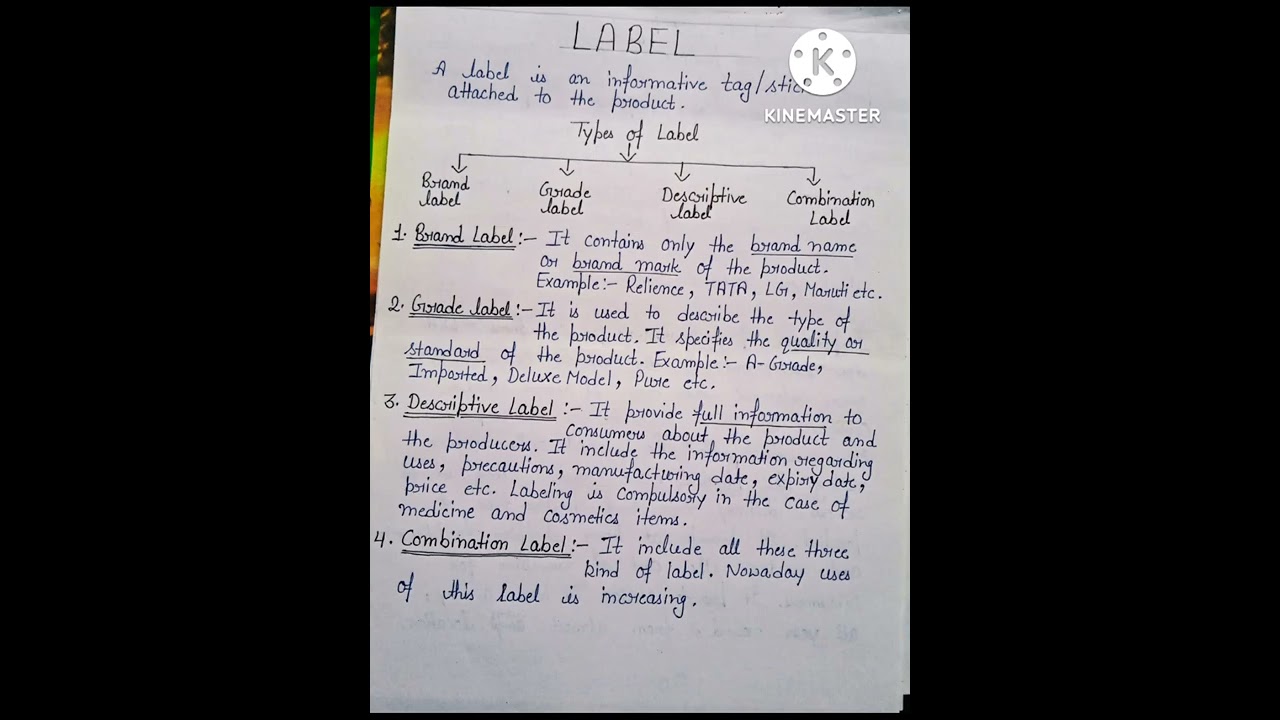 LABEL
A label is an informative tag/stick
attached to the product.
K
KINEMASTER
Types of Label
Brand label
Grade label
Descriptive label
Combination Label
1. Brand Label :- It contains only the brand name
or brand mark of the product.
Example :- Relience, TATA, LG, Maruti etc.
2. Grade label :- It is used to describe the type of
the product. It specifies the quality or
standard of the product. Example :- A-Grade,
Imported, Deluxe Model, Pure etc.
3. Descriptive Label :- It provide full information to
consumers about the product and
the producers. It include the information regarding
uses, precautions, manufacturing date, expiry date,
price etc. Labeling is compulsory in the case of
medicine and cosmetics items.
4. Combination Label :- It include all these three
kind of label. Nowaday uses
of this label is increasing.